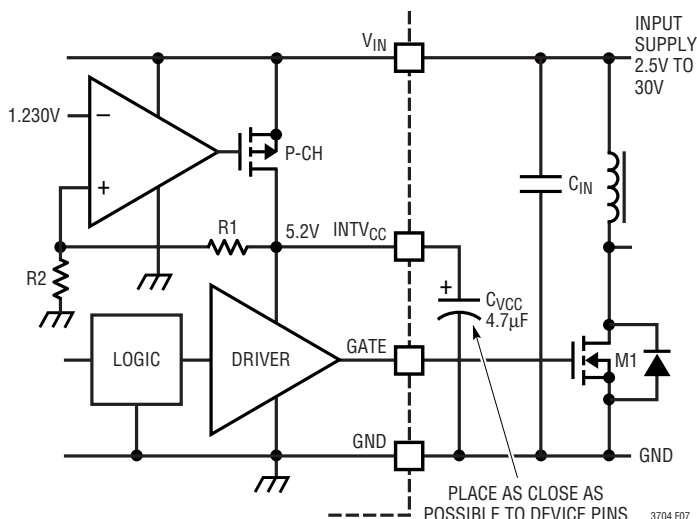 V_IN
INPUT
SUPPLY
2.5V TO
30V
1.230V
−
P-CH
+
C_IN
R1
5.2V
INTV_CC
R2
+
C_VCC
4.7µF
LOGIC
DRIVER
GATE
M1
GND
GND
PLACE AS CLOSE AS
POSSIBLE TO DEVICE PINS
3704 F07